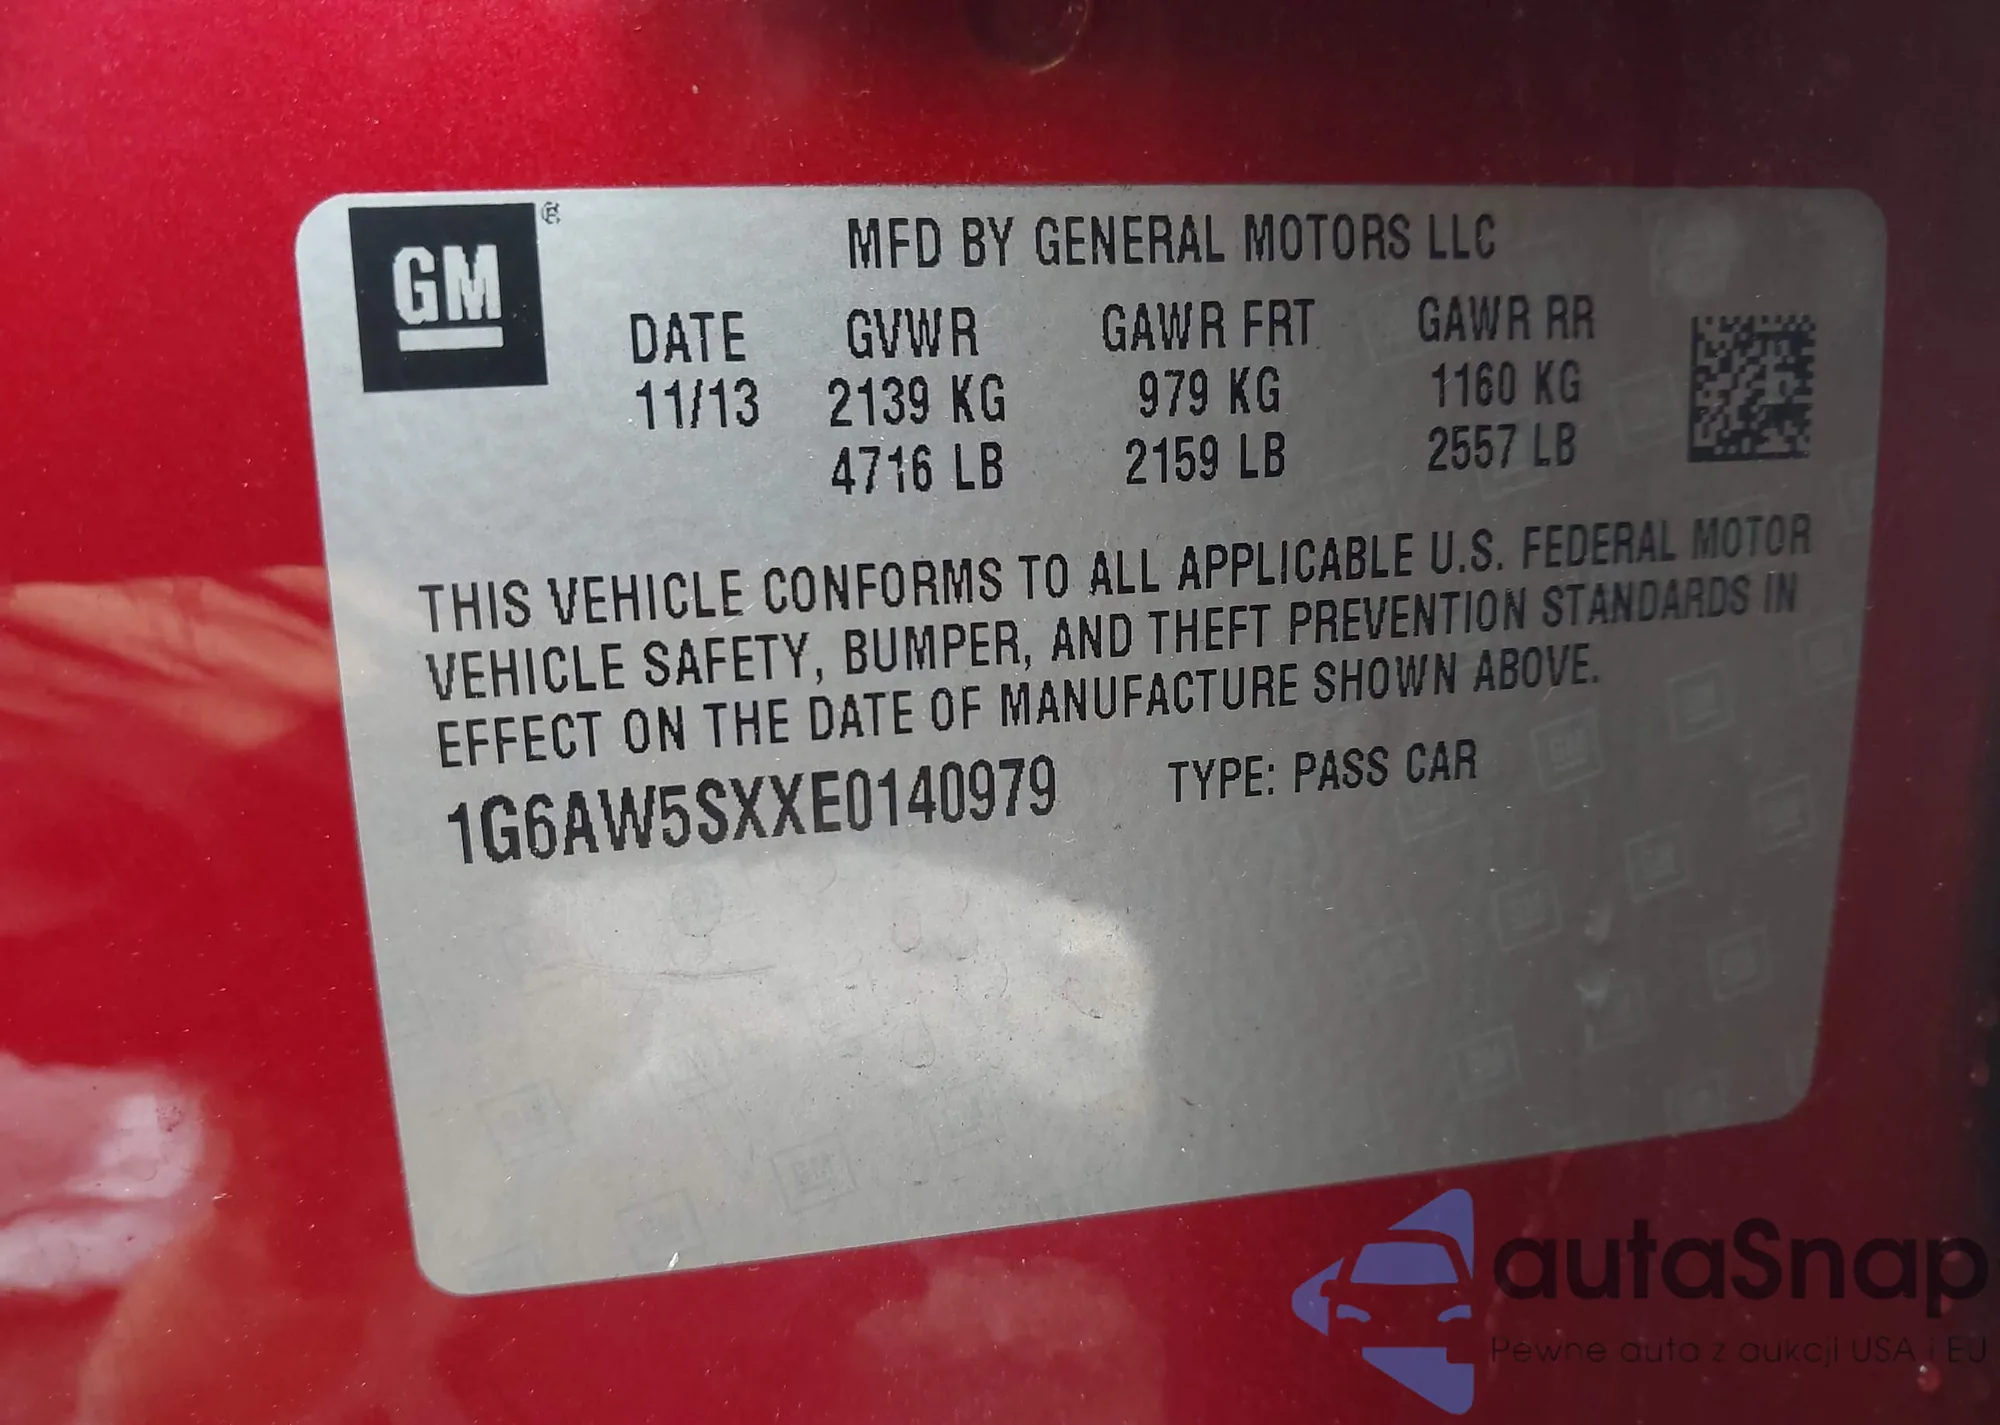 GM ®
MFD BY GENERAL MOTORS LLC
DATE GVWR GAWR FRT GAWR RR
11/13 2139 KG 979 KG 1160 KG
4716 LB 2159 LB 2557 LB
THIS VEHICLE CONFORMS TO ALL APPLICABLE U.S. FEDERAL MOTOR
VEHICLE SAFETY, BUMPER, AND THEFT PREVENTION STANDARDS IN
EFFECT ON THE DATE OF MANUFACTURE SHOWN ABOVE.
1G6AW5SXXE0140979 TYPE: PASS CAR
autaSnap
Pewne auta z aukcji USA i EU